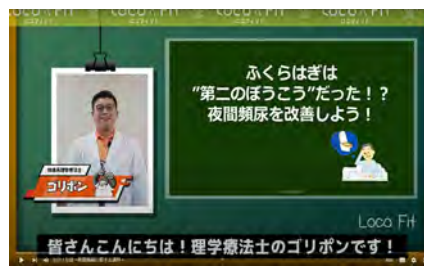 Loco Fit
ふくらはぎは
"第二のぼうこう"だった！？
夜間頻尿を改善しよう！
ゴリポン
Loco Fit
皆さんこんにちは！理学療法士のゴリポンです！